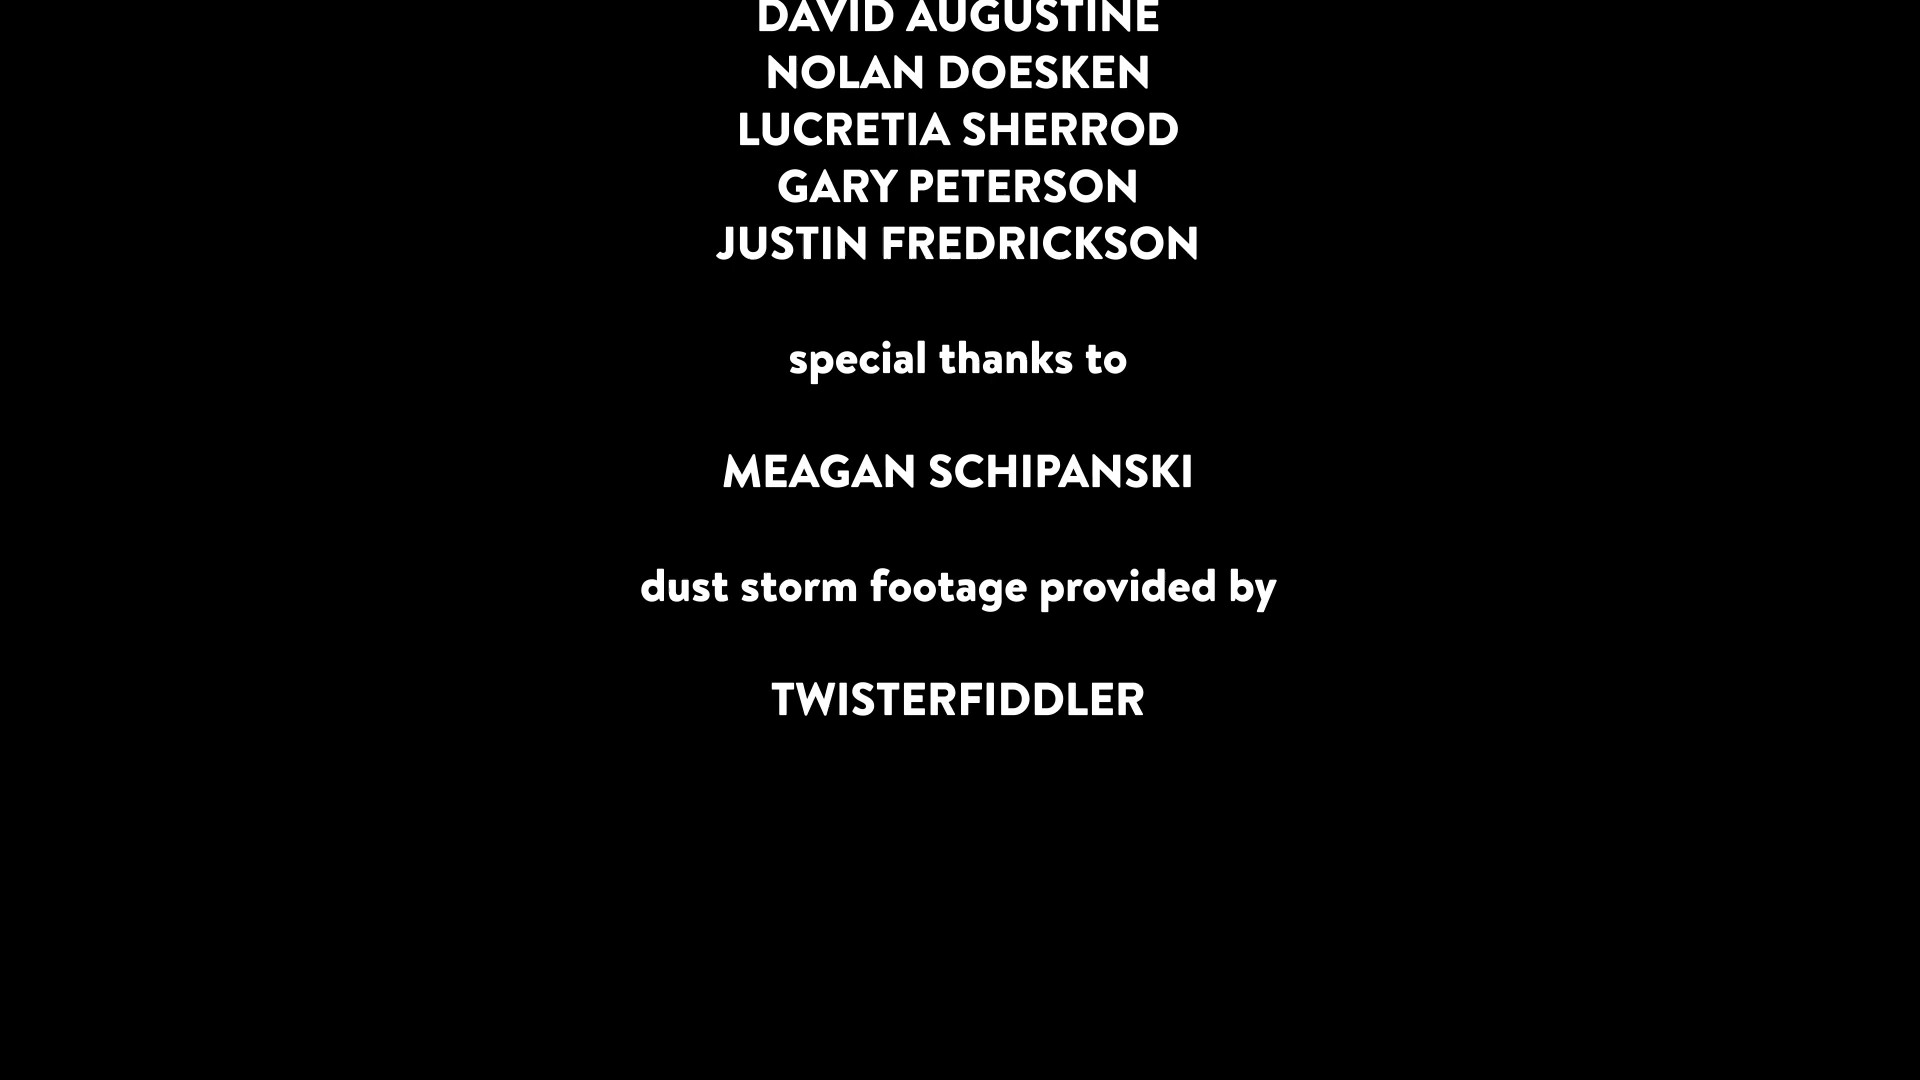 DAVID AUGUSTINE
NOLAN DOESKEN
LUCRETIA SHERROD
GARY PETERSON
JUSTIN FREDRICKSON
special thanks to
MEAGAN SCHIPANSKI
dust storm footage provided by
TWISTERFIDDLER